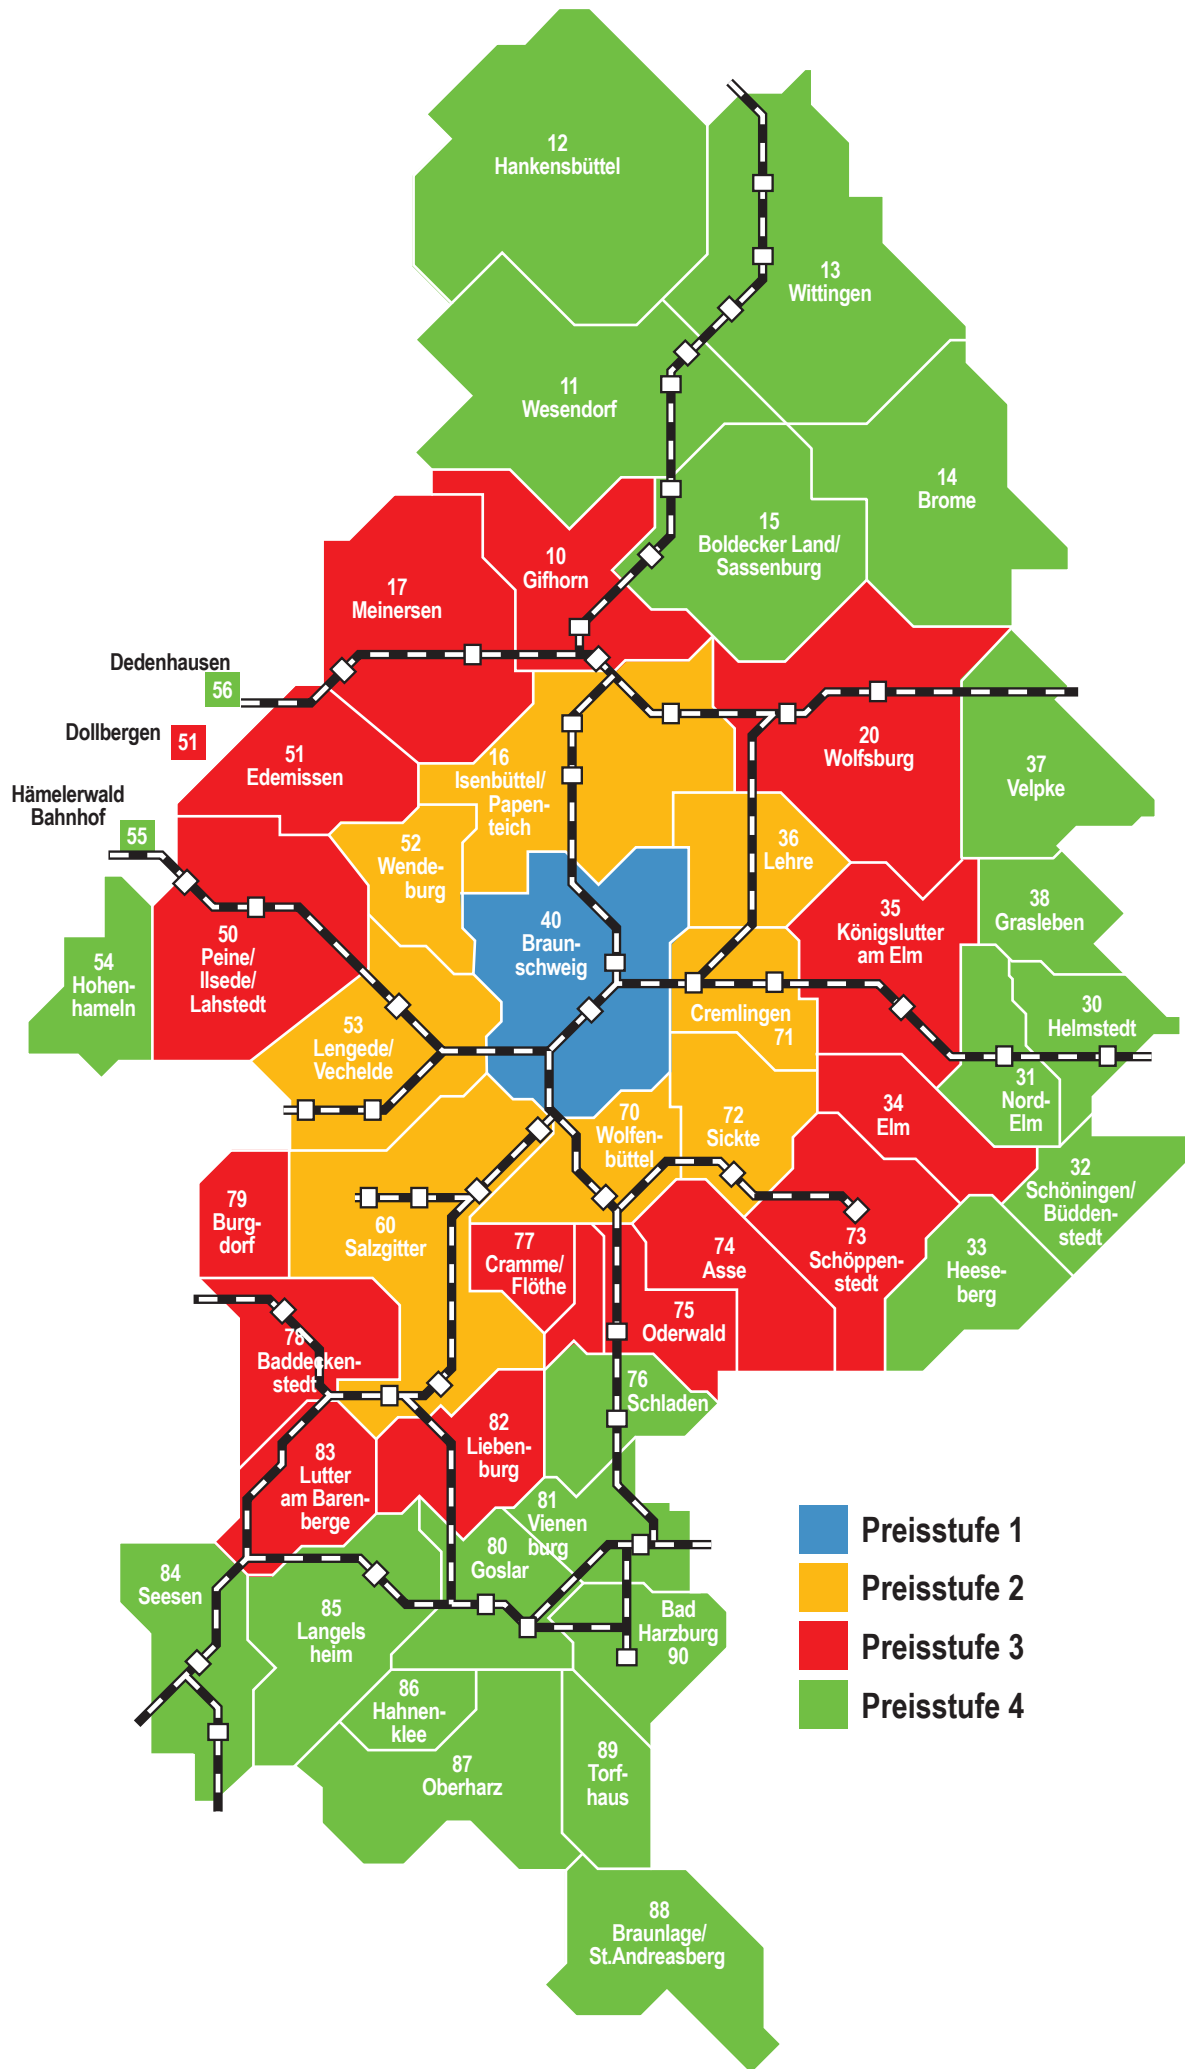 12
Hankensbüttel
13
Wittingen
11
Wesendorf
14
Brome
15
Boldecker Land/
Sassenburg
10
Gifhorn
17
Meinersen
Dedenhausen
56
Dollbergen
51
51
Edemissen
16
Isenbüttel/
Papen-
teich
20
Wolfsburg
37
Velpke
Hämelerwald
Bahnhof
55
52
Wende-
burg
36
Lehre
38
Grasleben
35
Königslutter
am Elm
40
Braun-
schweig
50
Peine/
Ilsede/
Lahstedt
54
Hohen-
hameln
30
Helmstedt
Cremlingen
71
53
Lengede/
Vechelde
31
Nord-
Elm
34
Elm
70
Wolfen-
büttel
72
Sickte
32
Schöningen/
Büdden-
stedt
79
Burg-
dorf
60
Salzgitter
77
Cramme/
Flöthe
74
Asse
73
Schöppen-
stedt
33
Heese-
berg
75
Oderwald
78
Baddecken-
stedt
76
Schladen
82
Lieben-
burg
83
Lutter
am Baren-
berge
81
Vienen
burg
80
Goslar
84
Seesen
85
Langels
heim
Bad
Harzburg
90
86
Hahnen-
klee
87
Oberharz
89
Torf-
haus
88
Braunlage/
St.Andreasberg
Preisstufe 1
Preisstufe 2
Preisstufe 3
Preisstufe 4